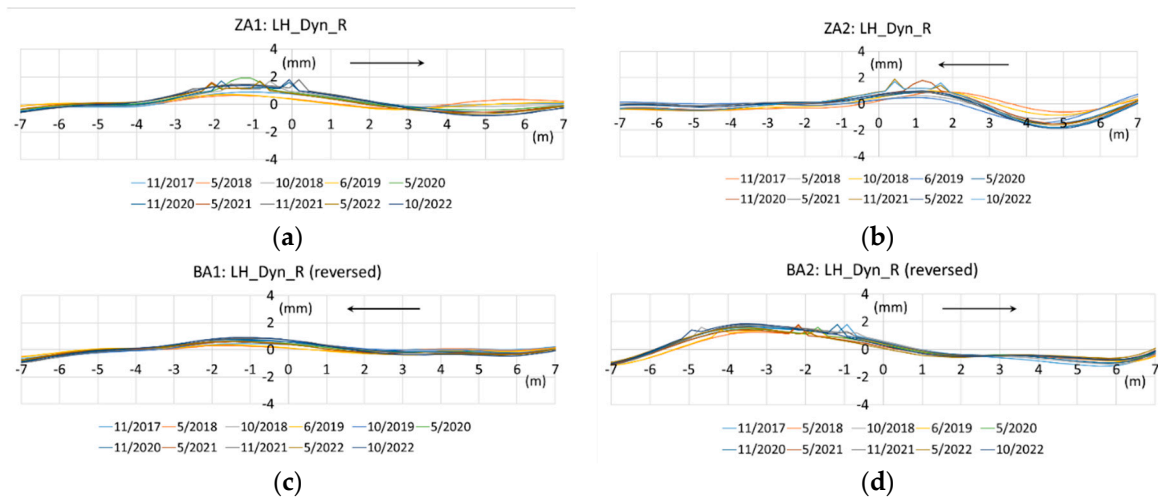 ZA1: LH_Dyn_R
4
(mm)
2
0
-7 -6 -5 -4 -3 -2 -1 0 1 2 3 4 5 6 7
-2
(m)
-4
11/2017 5/2018 10/2018 6/2019 5/2020
11/2020 5/2021 11/2021 5/2022 10/2022
(a)
ZA2: LH_Dyn_R
4
(mm)
2
0
-7 -6 -5 -4 -3 -2 -1 0 1 2 3 4 5 6 7
-2
(m)
-4
11/2017 5/2018 10/2018 6/2019 5/2020
11/2020 5/2021 11/2021 5/2022 10/2022
(b)
BA1: LH_Dyn_R (reversed)
4
(mm)
2
0
-7 -6 -5 -4 -3 -2 -1 0 1 2 3 4 5 6 7
-2
(m)
-4
11/2017 5/2018 10/2018 6/2019 10/2019 5/2020
11/2020 5/2021 11/2021 5/2022 10/2022
(c)
BA2: LH_Dyn_R (reversed)
4
(mm)
2
0
-7 -6 -5 -4 -3 -2 -1 0 1 2 3 4 5 6 7
-2
(m)
-4
11/2017 5/2018 10/2018 6/2019 5/2020
11/2020 5/2021 11/2021 5/2022 10/2022
(d)